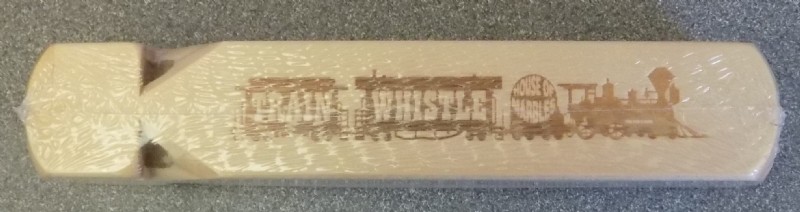 TRAIN WHISTLE
HOUSE OF
MARBLES